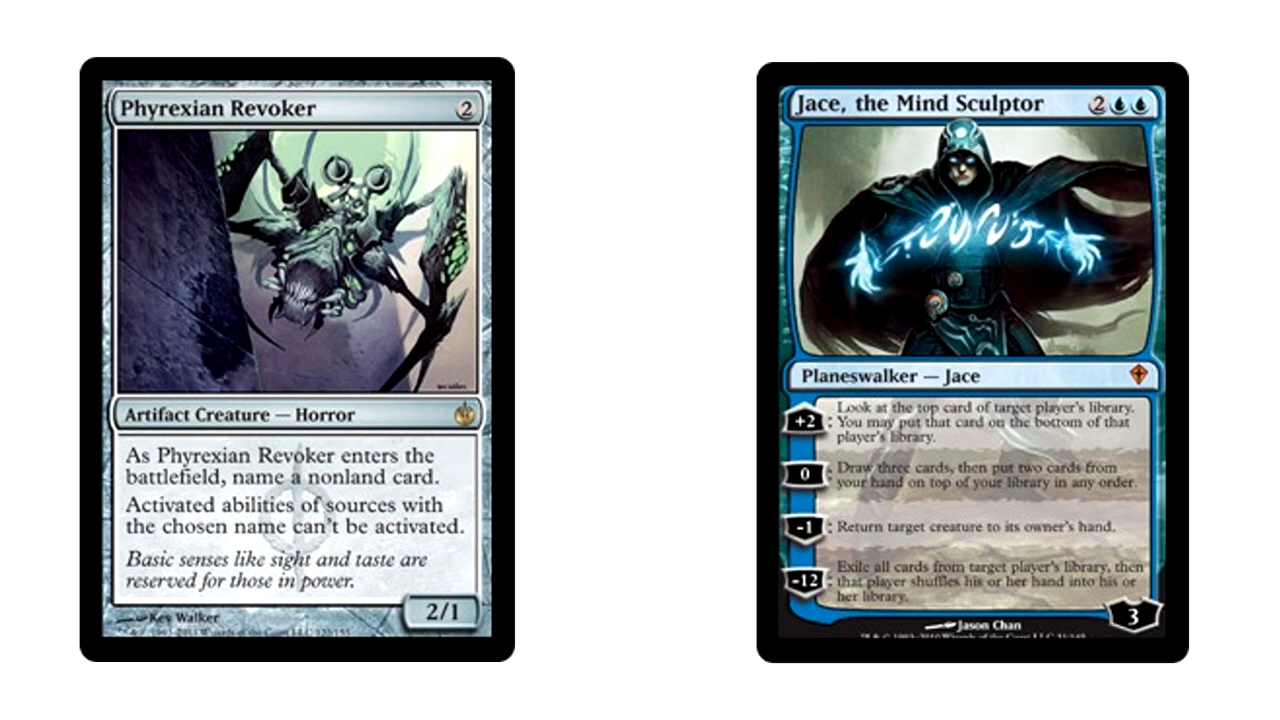 Phyrexian Revoker 2
Artifact Creature — Horror
As Phyrexian Revoker enters the
battlefield, name a nonland card.
Activated abilities of sources with
the chosen name can't be activated.
Basic senses like sight and taste are
reserved for those in power.
2/1
Kev Walker
Jace, the Mind Sculptor 2
Planeswalker — Jace
Look at the top card of target player's library.
+2 : You may put that card on the bottom of that
player's library.
0 : Draw three cards, then put two cards from
your hand on top of your library in any order.
-1 : Return target creature to its owner's hand.
Exile all cards from target player's library, then
-12 : that player shuffles his or her hand into his or
her library.
3
Jason Chan